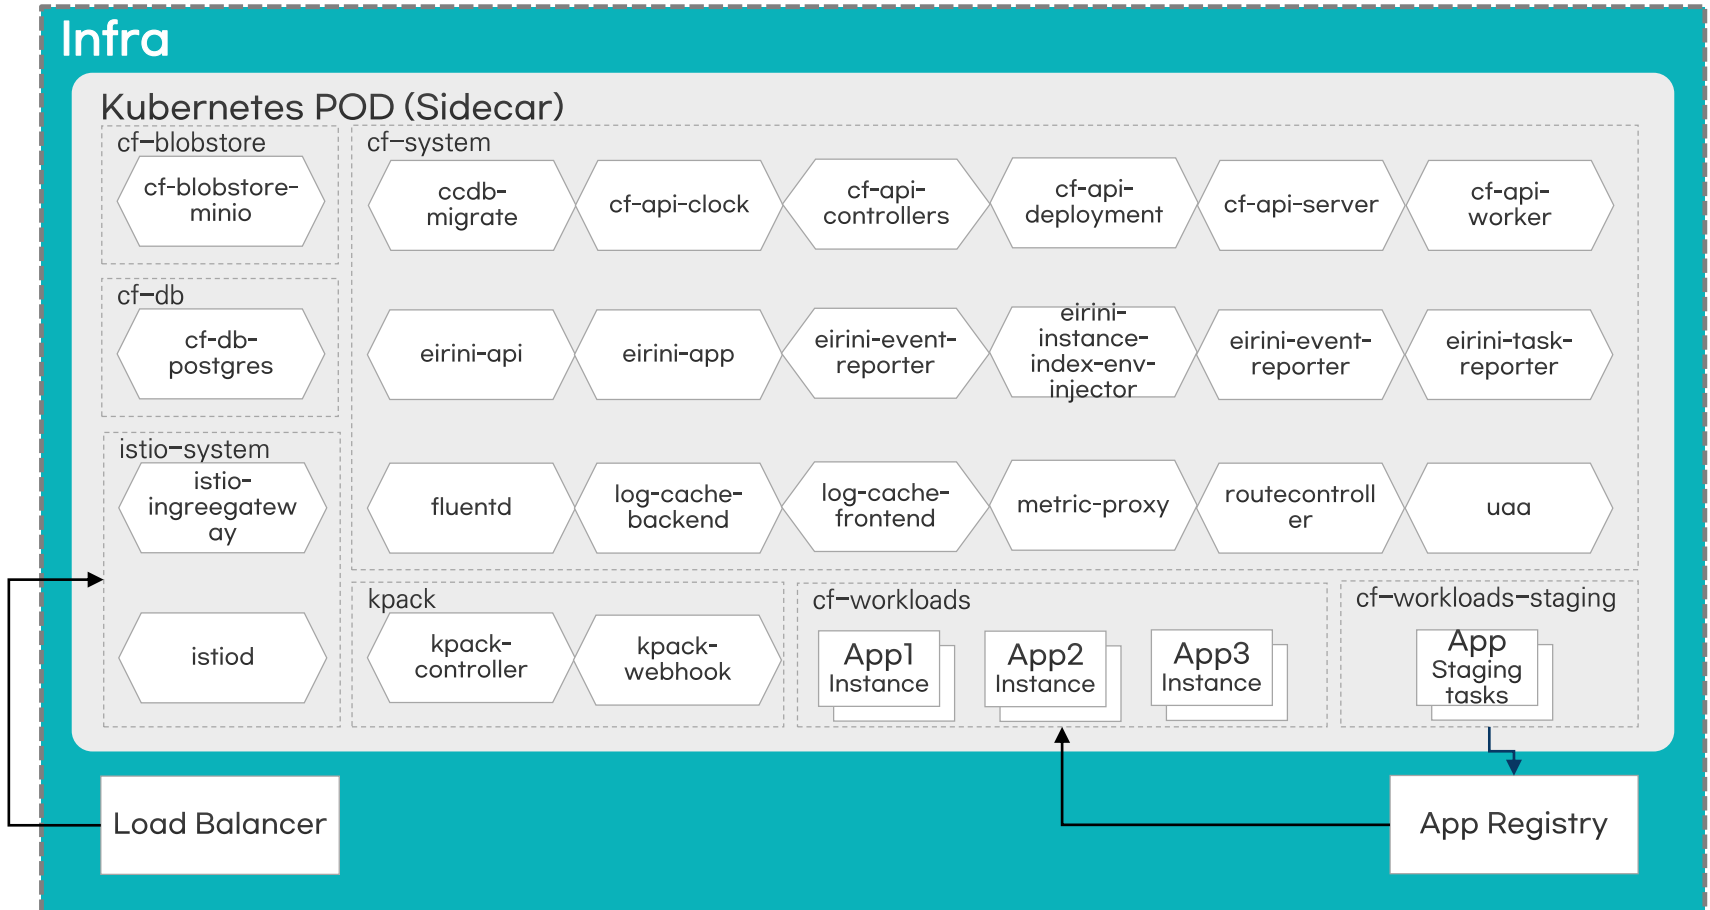 Infra
Kubernetes POD (Sidecar)
cf-blobstore
cf-blobstore-
minio
cf-db
cf-db-
postgres
istio-system
istio-
ingreegatew
ay
istiod
cf-system
ccdb-
migrate
cf-api-clock
cf-api-
controllers
cf-api-
deployment
cf-api-server
cf-api-
worker
eirini-api
eirini-app
eirini-event-
reporter
eirini-
instance-
index-env-
injector
eirini-event-
reporter
eirini-task-
reporter
fluentd
log-cache-
backend
log-cache-
frontend
metric-proxy
routecontroll
er
uaa
kpack
kpack-
controller
kpack-
webhook
cf-workloads
App1
Instance
App2
Instance
App3
Instance
cf-workloads-staging
App
Staging
tasks
Load Balancer
App Registry